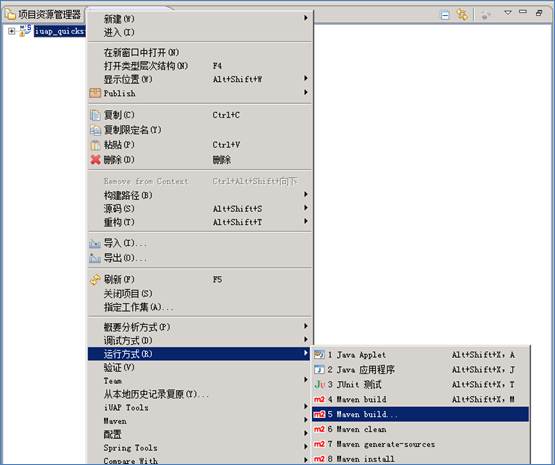 项目资源管理器
iuap_quicks
新建(W)
进入(I)
在新窗口中打开(N)
打开类型层次结构(N) F4
显示位置(W) Alt+Shift+W
Publish
复制(C) Ctrl+C
复制限定名(Y)
粘贴(P) Ctrl+V
删除(D) 删除
Remove from Context Ctrl+Alt+Shift+向下
构建路径(B)
源码(S) Alt+Shift+S
重构(T) Alt+Shift+T
导入(I)...
导出(O)...
刷新(F) F5
关闭项目(S)
指定工作集(A)...
概要分析方式(P)
调试方式(D)
运行方式(R)
验证(V)
Team
从本地历史记录复原(Y)...
iUAP Tools
Maven
配置
Spring Tools
Compare With
1 Java Applet Alt+Shift+X, A
2 Java 应用程序 Alt+Shift+X, J
3 JUnit 测试 Alt+Shift+X, T
4 Maven build Alt+Shift+X, M
5 Maven build...
6 Maven clean
7 Maven generate-sources
8 Maven install